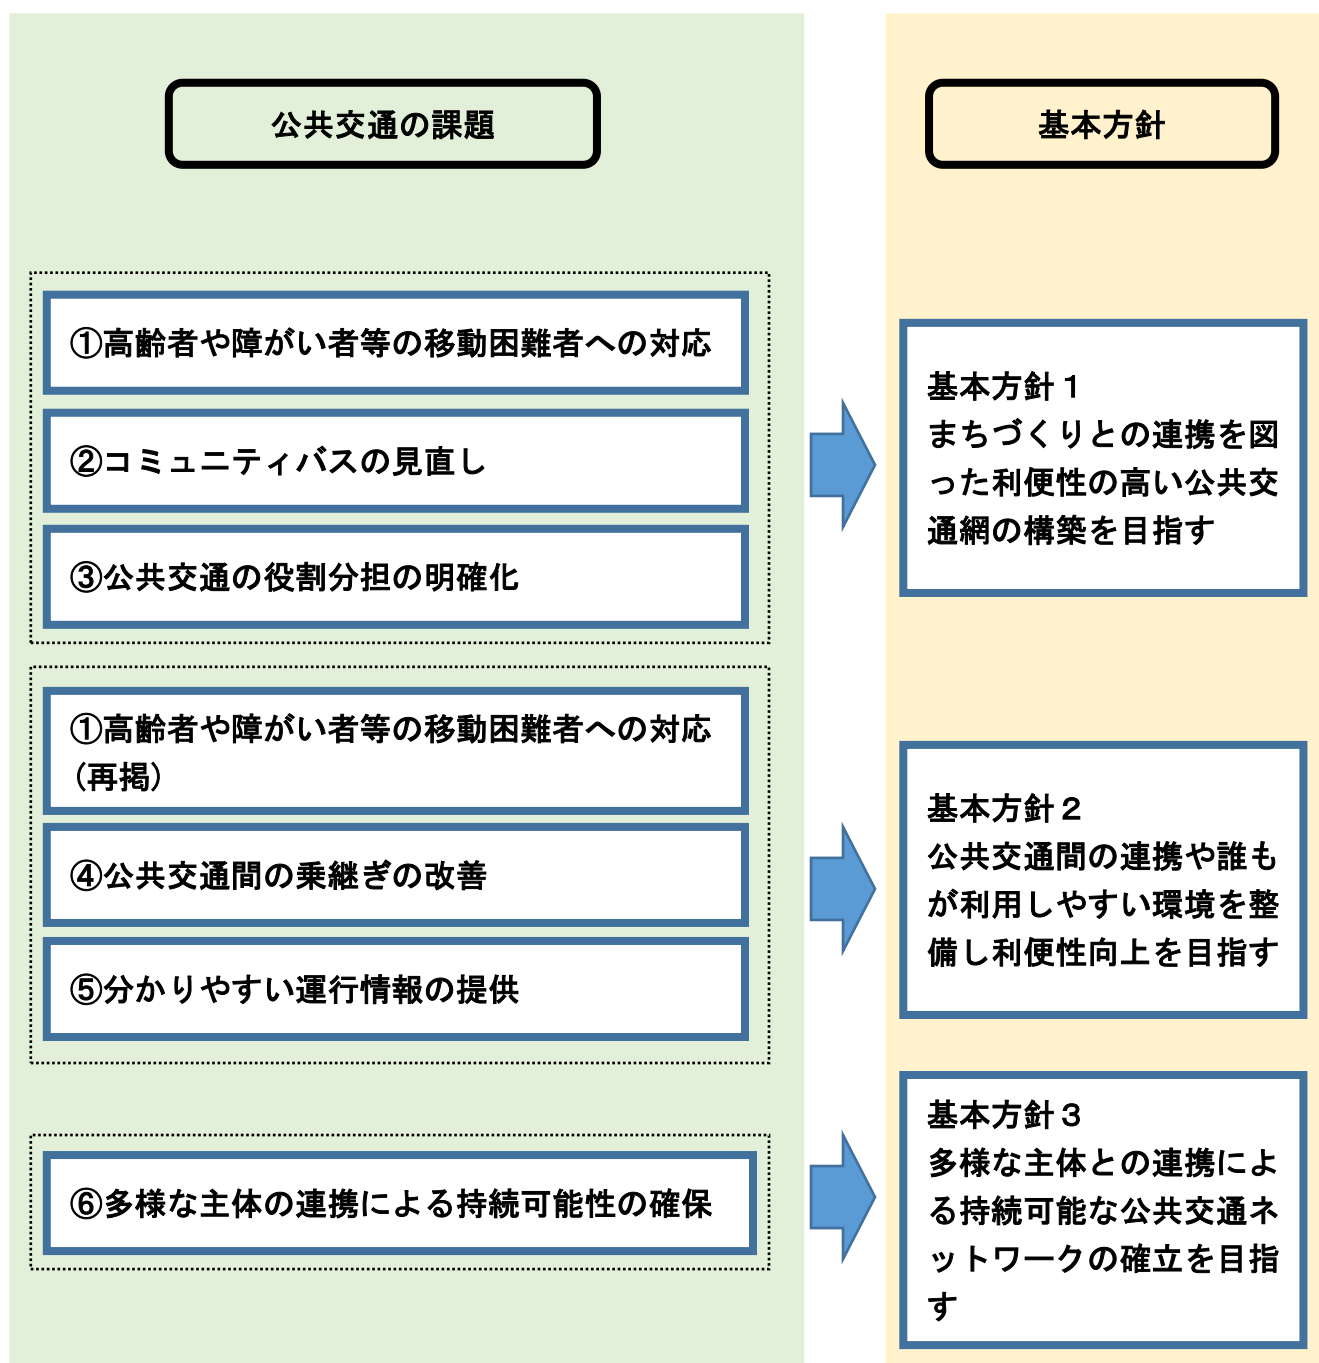 公共交通の課題
基本方針
①高齢者や障がい者等の移動困難者への対応
②コミュニティバスの見直し
③公共交通の役割分担の明確化
基本方針１
まちづくりとの連携を図
った利便性の高い公共交
通網の構築を目指す
①高齢者や障がい者等の移動困難者への対応
(再掲)
④公共交通間の乗継ぎの改善
⑤分かりやすい運行情報の提供
基本方針２
公共交通間の連携や誰も
が利用しやすい環境を整
備し利便性向上を目指す
⑥多様な主体の連携による持続可能性の確保
基本方針３
多様な主体との連携によ
る持続可能な公共交通ネ
ットワークの確立を目指
す